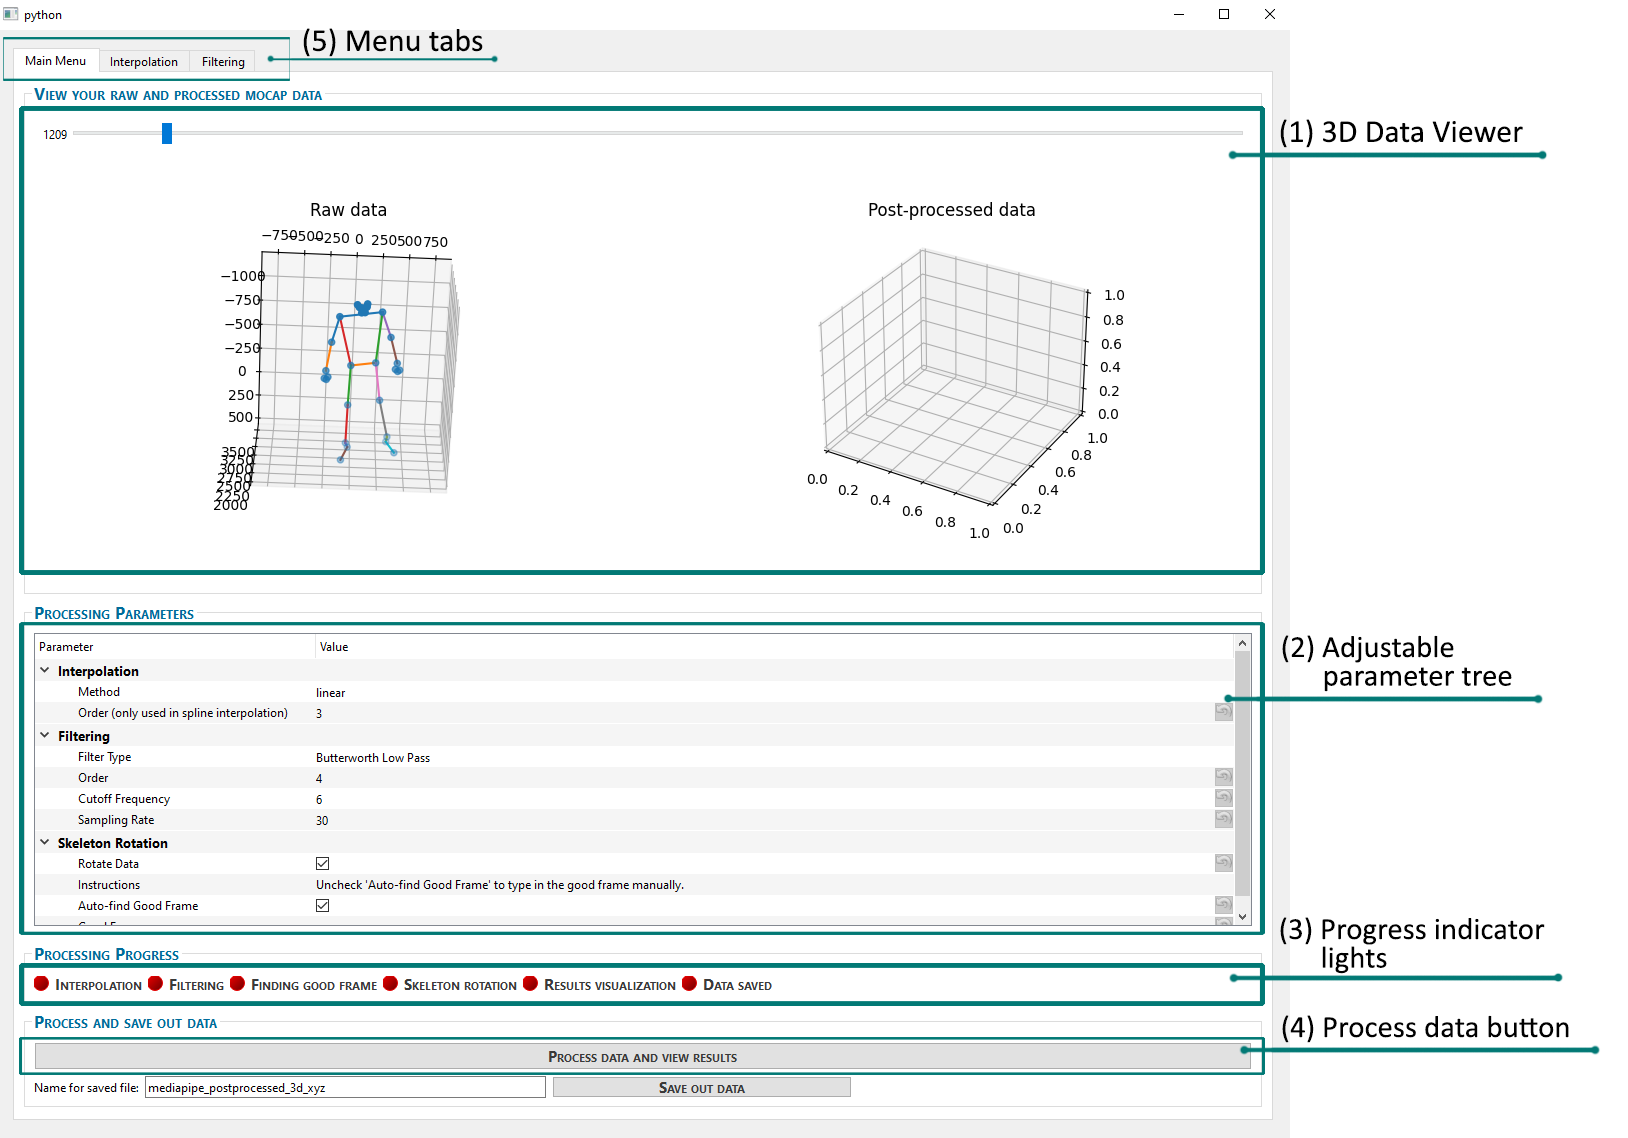 python
(5) Menu tabs
Main Menu Interpolation Filtering
View your raw and processed mocap data
1209
(1) 3D Data Viewer
Raw data
Post-processed data
−750 −500 −250 0 250 500 750
−1000
−750
−500
−250
0
250
500
3500
3250
3000
2750
2500
2250
2000
1.0
0.8
0.6
0.4
0.2
0.0
1.0
0.8
0.6
0.4
0.2
0.0
0.0
0.2
0.4
0.6
0.8
1.0
Processing Parameters
(2) Adjustable
parameter tree
Parameter Value
Interpolation
Method linear
Order (only used in spline interpolation) 3
Filtering
Filter Type Butterworth Low Pass
Order 4
Cutoff Frequency 6
Sampling Rate 30
Skeleton Rotation
Rotate Data
Instructions Uncheck 'Auto-find Good Frame' to type in the good frame manually.
Auto-find Good Frame
(3) Progress indicator
lights
Processing Progress
Interpolation Filtering Finding good frame Skeleton rotation Results visualization Data saved
Process and save out data
(4) Process data button
Process data and view results
Name for saved file: mediapipe_postprocessed_3d_xyz Save out data